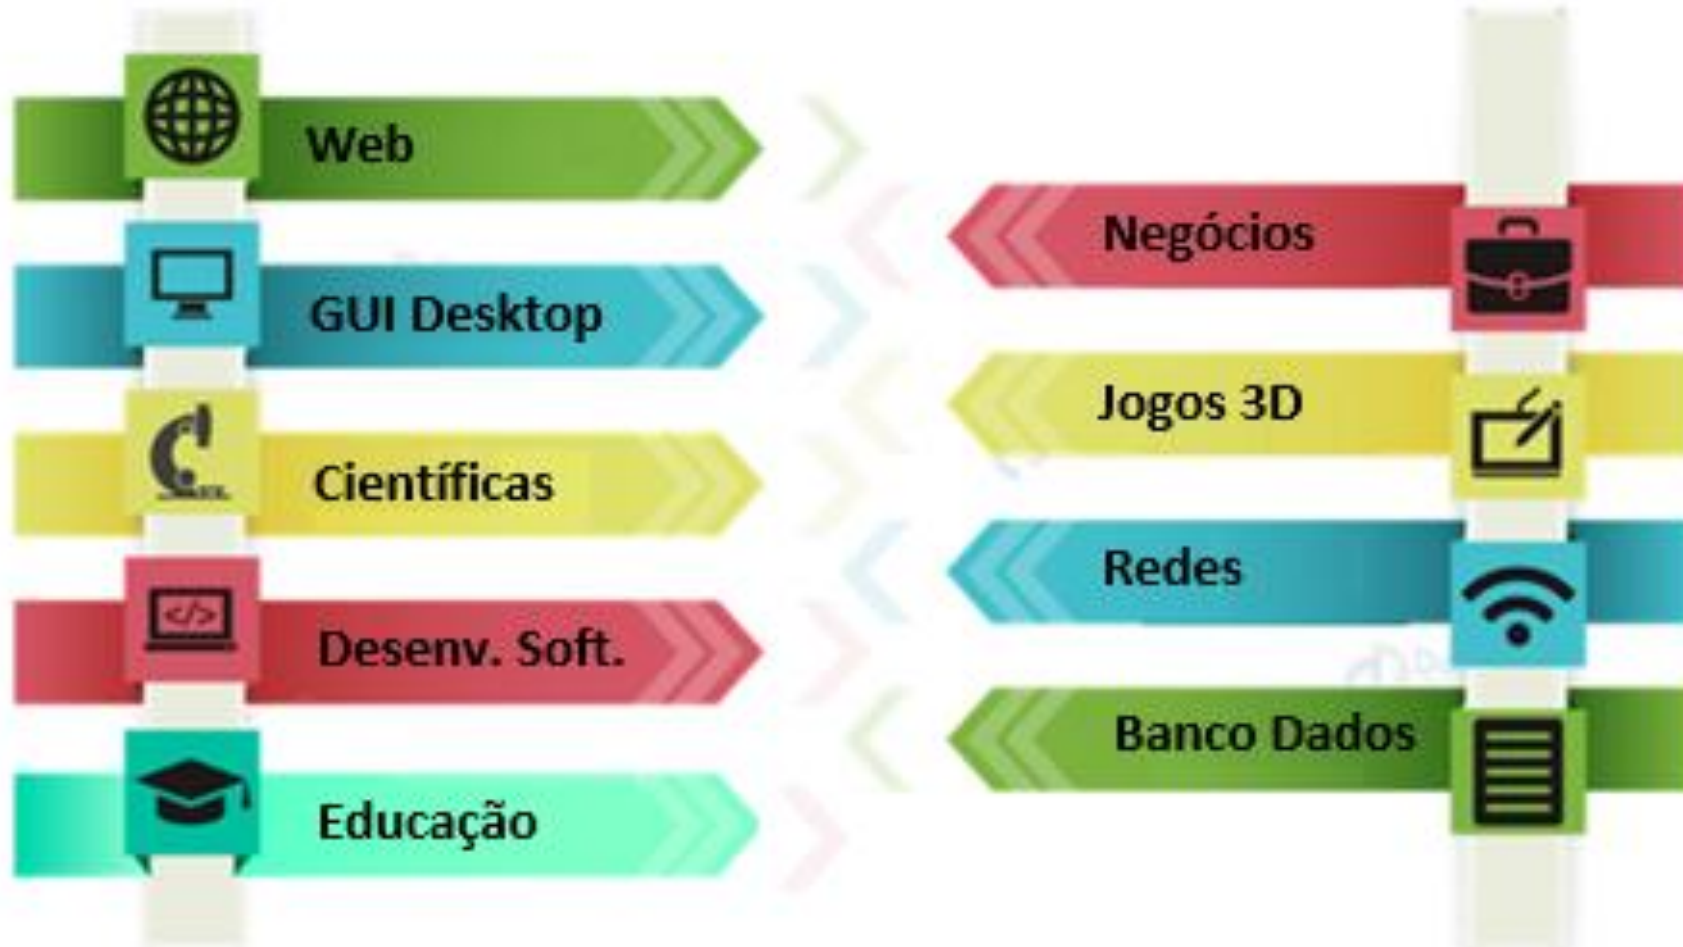 Web
GUI Desktop
Científicas
Desenv. Soft.
Educação
Negócios
Jogos 3D
Redes
Banco Dados